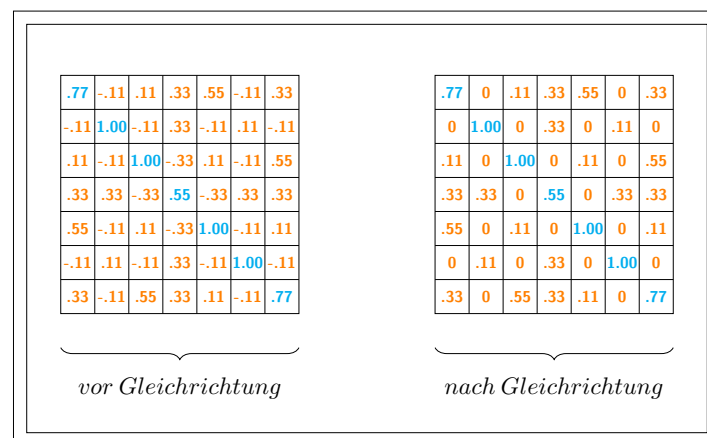 .77 -.11 .11 .33 .55 -.11 .33 .77 0 .11 .33 .55 0 .33
-.11 1.00 -.11 .33 -.11 .11 -.11 0 1.00 0 .33 0 .11 0
.11 -.11 1.00 -.33 .11 -.11 .55 .11 0 1.00 0 .11 0 .55
.33 .33 -.33 .55 -.33 .33 .33 .33 .33 0 .55 0 .33 .33
.55 -.11 .11 -.33 1.00 -.11 .11 .55 0 .11 0 1.00 0 .11
-.11 .11 -.11 .33 -.11 1.00 -.11 0 .11 0 .33 0 1.00 0
.33 -.11 .55 .33 .11 -.11 .77 .33 0 .55 .33 .11 0 .77
vor Gleichrichtung nach Gleichrichtung